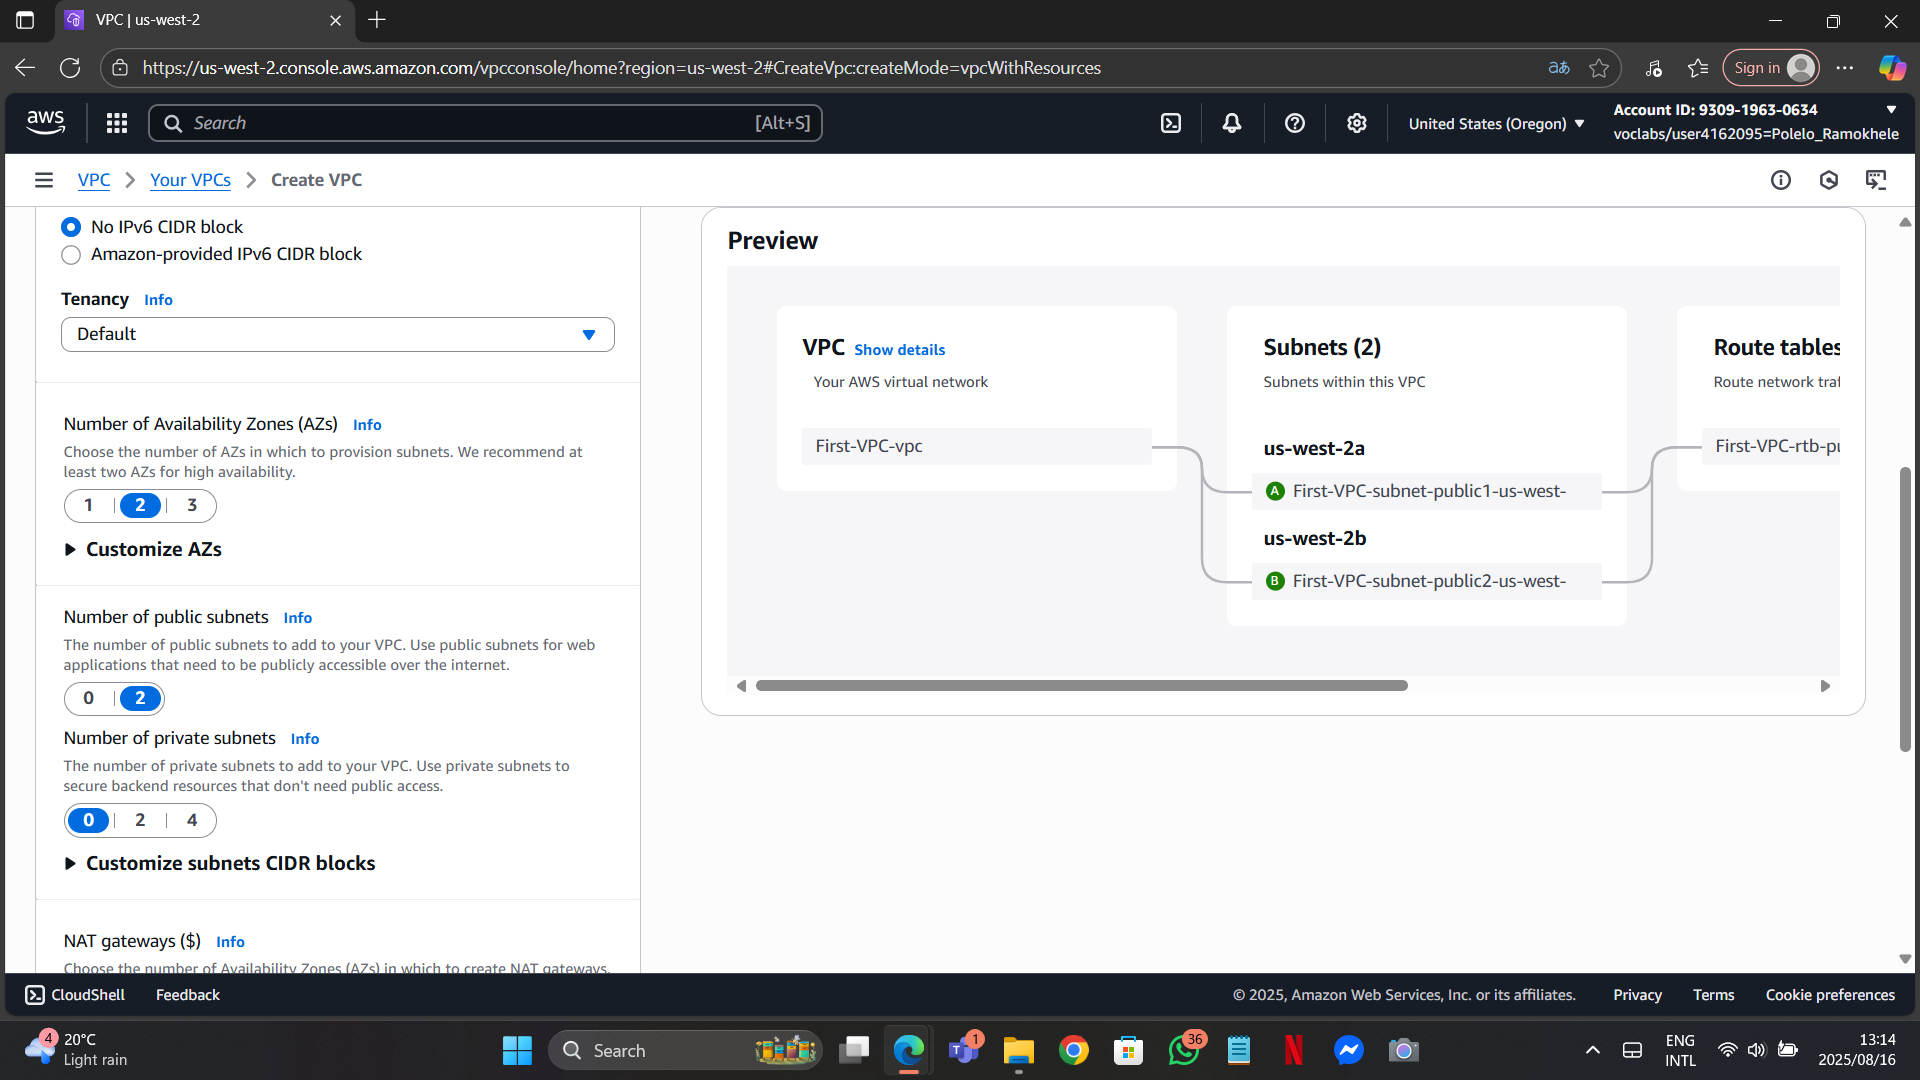 VPC | us-west-2
https://us-west-2.console.aws.amazon.com/vpcconsole/home?region=us-west-2#CreateVpc:createMode=vpcWithResources
aあ
Sign in
aws
Search
[Alt+S]
United States (Oregon)
Account ID: 9309-1963-0634
voclabs/user4162095=Polelo_Ramokhele
VPC
Your VPCs
Create VPC
No IPv6 CIDR block
Amazon-provided IPv6 CIDR block
Tenancy Info
Default
Number of Availability Zones (AZs) Info
Choose the number of AZs in which to provision subnets. We recommend at
least two AZs for high availability.
1 2 3
Customize AZs
Number of public subnets Info
The number of public subnets to add to your VPC. Use public subnets for web
applications that need to be publicly accessible over the internet.
0 2
Number of private subnets Info
The number of private subnets to add to your VPC. Use private subnets to
secure backend resources that don't need public access.
0 2 4
Customize subnets CIDR blocks
NAT gateways ($) Info
Choose the number of Availability Zones (AZs) in which to create NAT gateways.
Preview
VPC Show details
Your AWS virtual network
First-VPC-vpc
Subnets (2)
Subnets within this VPC
us-west-2a
A First-VPC-subnet-public1-us-west-
us-west-2b
B First-VPC-subnet-public2-us-west-
Route tables
Route network traf
First-VPC-rtb-pu
CloudShell
Feedback
© 2025, Amazon Web Services, Inc. or its affiliates.
Privacy
Terms
Cookie preferences
4
20°C
Light rain
Search
1
36
ENG
INTL
13:14
2025/08/16